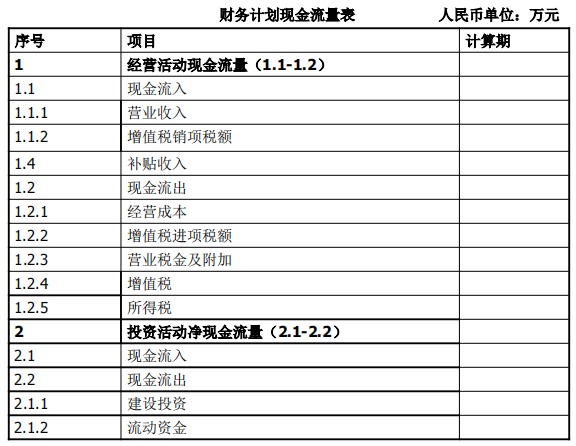 财务计划现金流量表 人民币单位：万元
序号 项目 计算期
1 经营活动现金流量（1.1-1.2）
1.1 现金流入
1.1.1 营业收入
1.1.2 增值税销项税额
1.4 补贴收入
1.2 现金流出
1.2.1 经营成本
1.2.2 增值税进项税额
1.2.3 营业税金及附加
1.2.4 增值税
1.2.5 所得税
2 投资活动净现金流量（2.1-2.2）
2.1 现金流入
2.2 现金流出
2.1.1 建设投资
2.1.2 流动资金